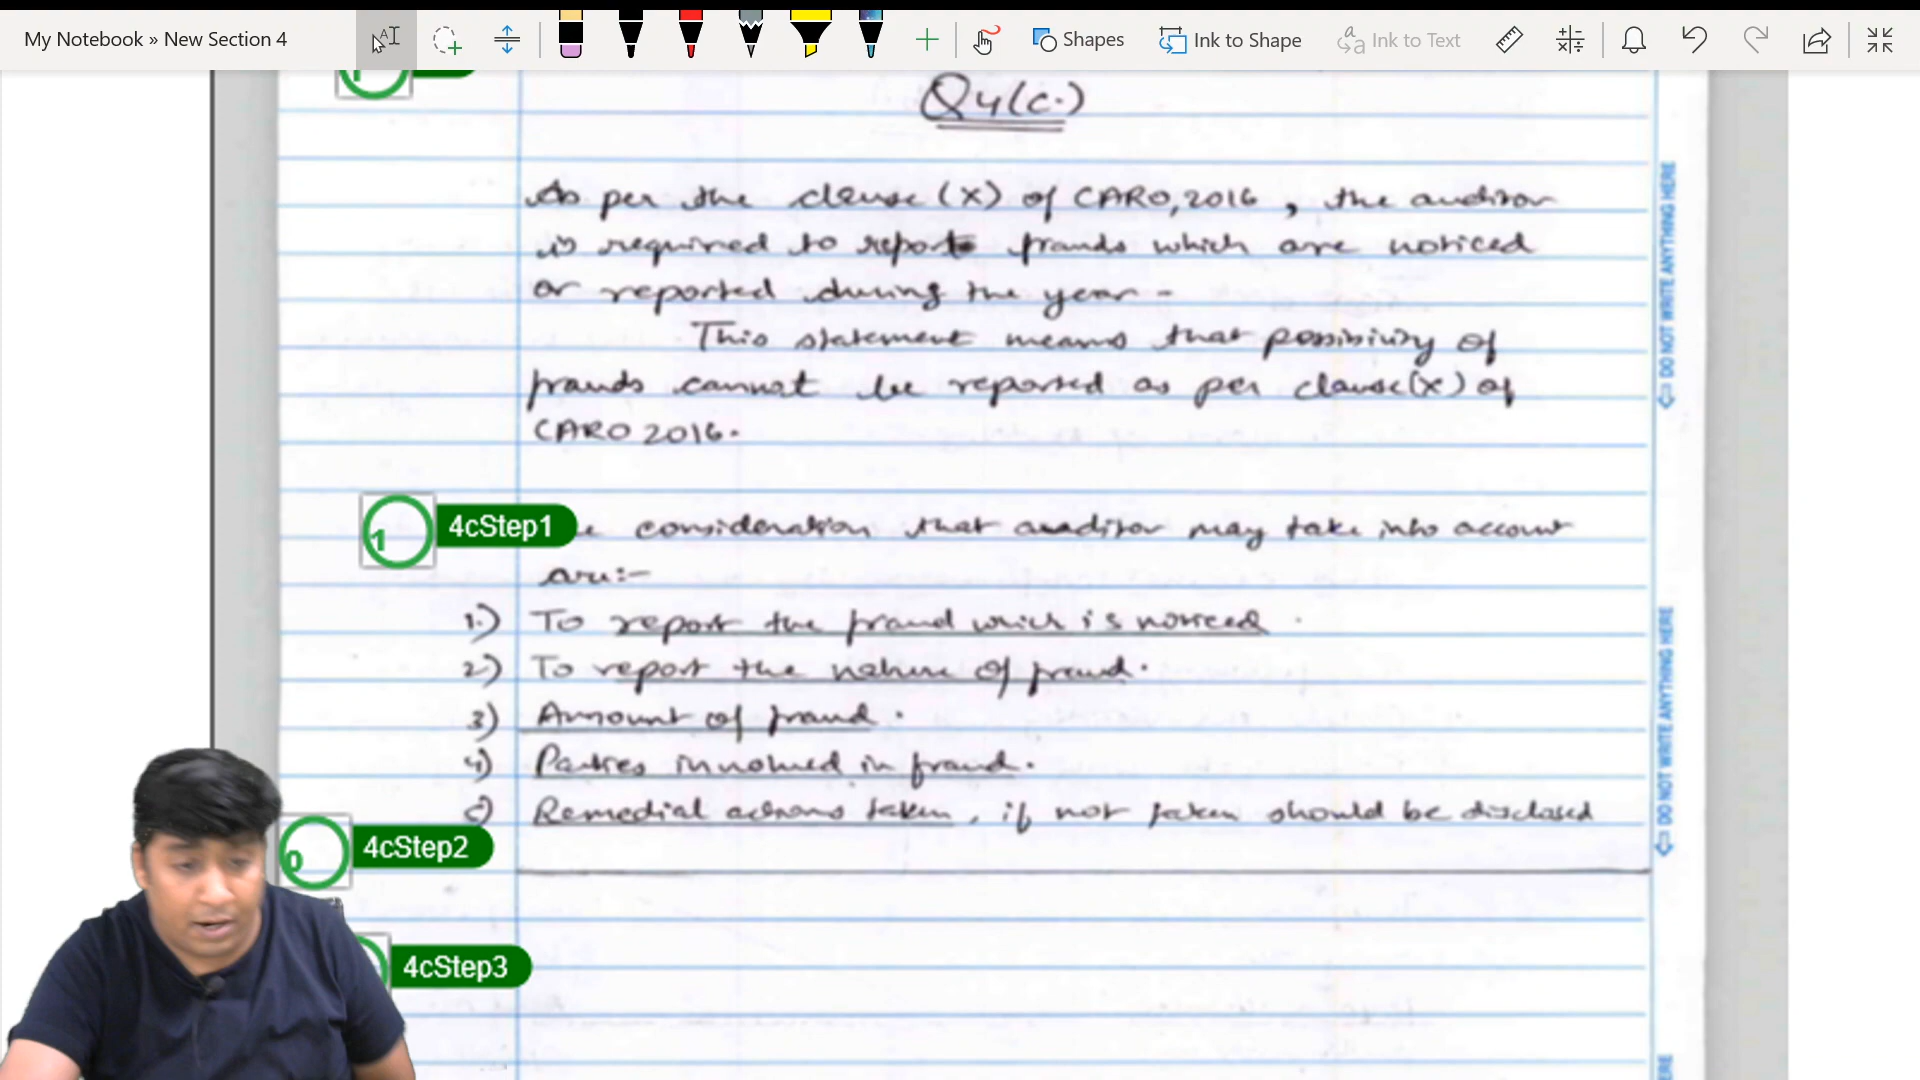 My Notebook » New Section 4
Shapes
Ink to Shape
Ink to Text
Q4(c.)
As per the clause (x) of CARO, 2016, the auditor
is required to report frauds which are noticed
or reported during the year -
This statement means that possibility of
frauds cannot be reported as per clause(x) of
CARO 2016.
1 4cStep1 consideration that auditor may take into account
are:-
1.) To report the fraud which is noticed.
2) To report the nature of fraud.
3) Amount of fraud.
4) Parties involved in fraud.
5) Remedial actions taken, if not taken should be disclosed
0 4cStep2
4cStep3
DO NOT WRITE ANYTHING HERE
DO NOT WRITE ANYTHING HERE
ERE